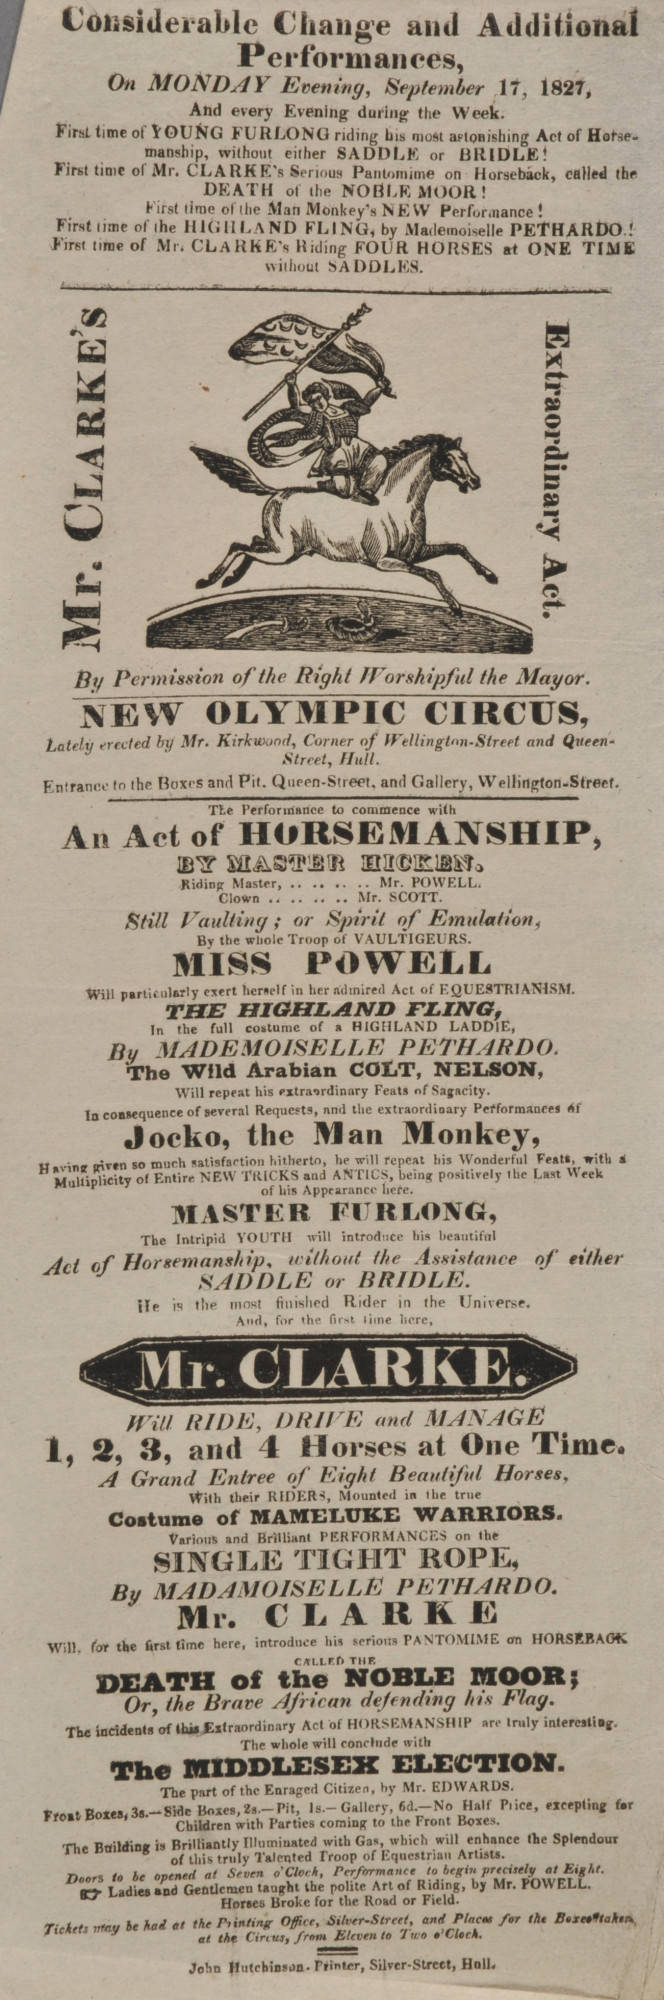 Considerable Change and Additional
Performances,
On MONDAY Evening, September 17, 1827,
And every Evening during the Week.
First time of YOUNG FURLONG riding his most astonishing Act of Horse-
manship, without either SADDLE or BRIDLE!
First time of Mr. CLARKE's Serious Pantomime on Horseback, called the
DEATH of the NOBLE MOOR!
First time of the Man Monkey's NEW Performance!
First time of the HIGHLAND FLING, by Mademoiselle PETHARDO.!
First time of Mr. CLARKE's Riding FOUR HORSES at ONE TIME
without SADDLES.
Mr. CLARKE's
Extraordinary Act.
By Permission of the Right Worshipful the Mayor.
NEW OLYMPIC CIRCUS,
Lately erected by Mr. Kirkwood, Corner of Wellington-Street and Queen-
Street, Hull.
Entrance to the Boxes and Pit. Queen-Street, and Gallery, Wellington-Street.
The Performance to commence with
An Act of HORSEMANSHIP,
BY MASTER HICKEN.
Riding Master, .. .. .. .. Mr. POWELL.
Clown .. .. .. .. Mr. SCOTT.
Still Vaulting; or Spirit of Emulation,
By the whole Troop of VAULTIGEURS.
MISS POWELL
Will particularly exert herself in her admired Act of EQUESTRIANISM.
THE HIGHLAND FLING,
In the full costume of a HIGHLAND LADDIE,
By MADEMOISELLE PETHARDO.
The Wild Arabian COLT, NELSON,
Will repeat his extraordinary Feats of Sagacity.
In consequence of several Requests, and the extraordinary Performances of
Jocko, the Man Monkey,
Having given so much satisfaction hitherto, he will repeat his Wonderful Feats, with a
Multiplicity of Entire NEW TRICKS and ANTICS, being positively the Last Week
of his Appearance here.
MASTER FURLONG,
The Intripid YOUTH will introduce his beautiful
Act of Horsemanship, without the Assistance of either
SADDLE or BRIDLE.
He is the most finished Rider in the Universe.
And, for the first time here,
Mr. CLARKE.
Will RIDE, DRIVE and MANAGE
1, 2, 3, and 4 Horses at One Time.
A Grand Entree of Eight Beautiful Horses,
With their RIDERS, Mounted in the true
Costume of MAMELUKE WARRIORS.
Various and Brilliant PERFORMANCES on the
SINGLE TIGHT ROPE,
By MADAMOISELLE PETHARDO.
Mr. CLARKE
Will, for the first time here, introduce his serious PANTOMIME on HORSEBACK
CALLED THE
DEATH of the NOBLE MOOR;
Or, the Brave African defending his Flag.
The incidents of this Extraordinary Act of HORSEMANSHIP are truly interesting.
The whole will conclude with
The MIDDLESEX ELECTION.
The part of the Enraged Citizen, by Mr. EDWARDS.
Front Boxes, 3s.—Side Boxes, 2s.—Pit, 1s.—Gallery, 6d.—No Half Price, excepting for
Children with Parties coming to the Front Boxes.
The Building is Brilliantly Illuminated with Gas, which will enhance the Splendour
of this truly Talented Troop of Equestrian Artists.
Doors to be opened at Seven o'Clock, Performance to begin precisely at Eight.
☞ Ladies and Gentlemen taught the polite Art of Riding, by Mr. POWELL.
Horses Broke for the Road or Field.
Tickets may be had at the Printing Office, Silver-Street, and Places for the Boxes taken,
at the Circus, from Eleven to Two o'Clock.
John Hutchinson, Printer, Silver-Street, Hull.